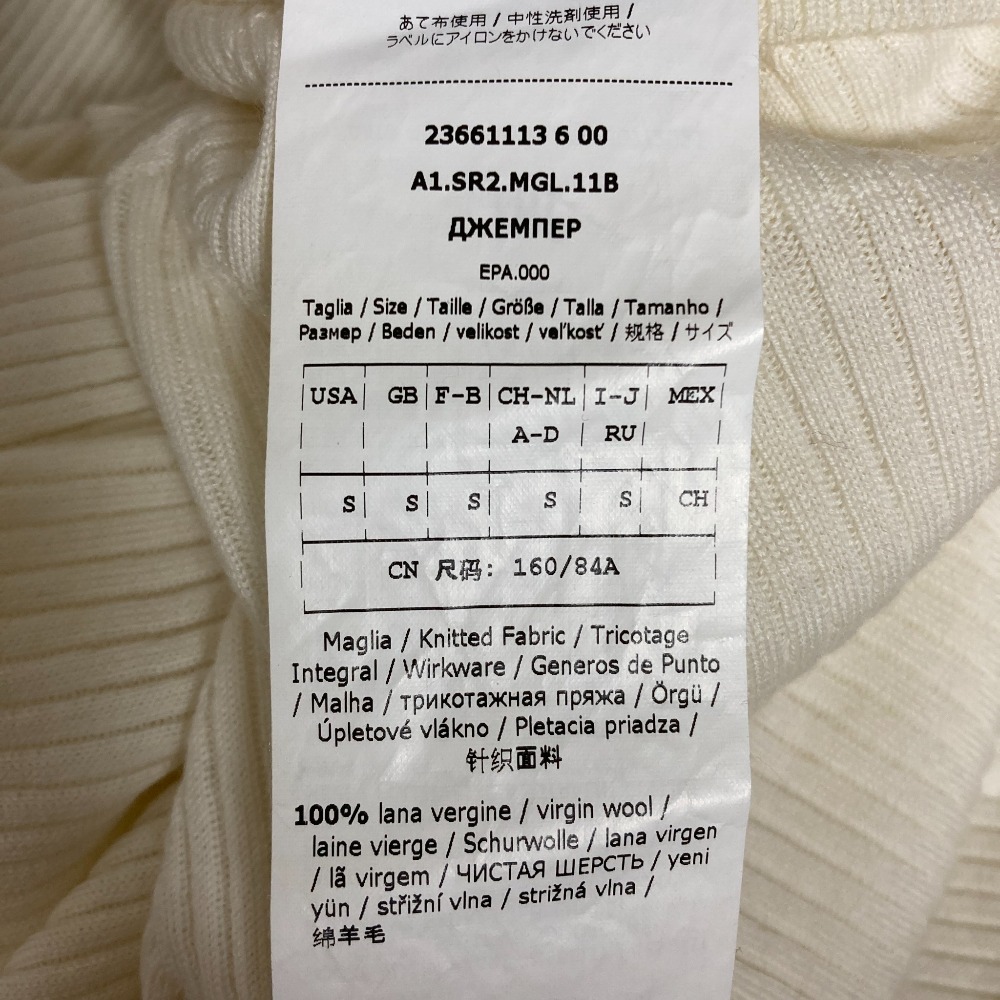 あて布使用 / 中性洗剤使用 /
ラベルにアイロンをかけないでください
23661113 6 00
A1.SR2.MGL.11B
ДЖЕМПЕР
EPA.000
Taglia / Size / Taille / Größe / Talla / Tamanho /
Размер / Beden / velikost / veľkosť / 规格 / サイズ
USA GB F-B CH-NL I-J MEX
A-D RU
S S S S S CH
CN 尺码: 160/84A
Maglia / Knitted Fabric / Tricotage
Integral / Wirkware / Generos de Punto
/ Malha / трикотажная пряжа / Örgü /
Úpletové vlákno / Pletacia priadza /
针织面料
100% lana vergine / virgin wool /
laine vierge / Schurwolle / lana virgen
/ lã virgem / ЧИСТАЯ ШЕРСТЬ / yeni
yün / střižní vlna / strižná vlna /
绵羊毛